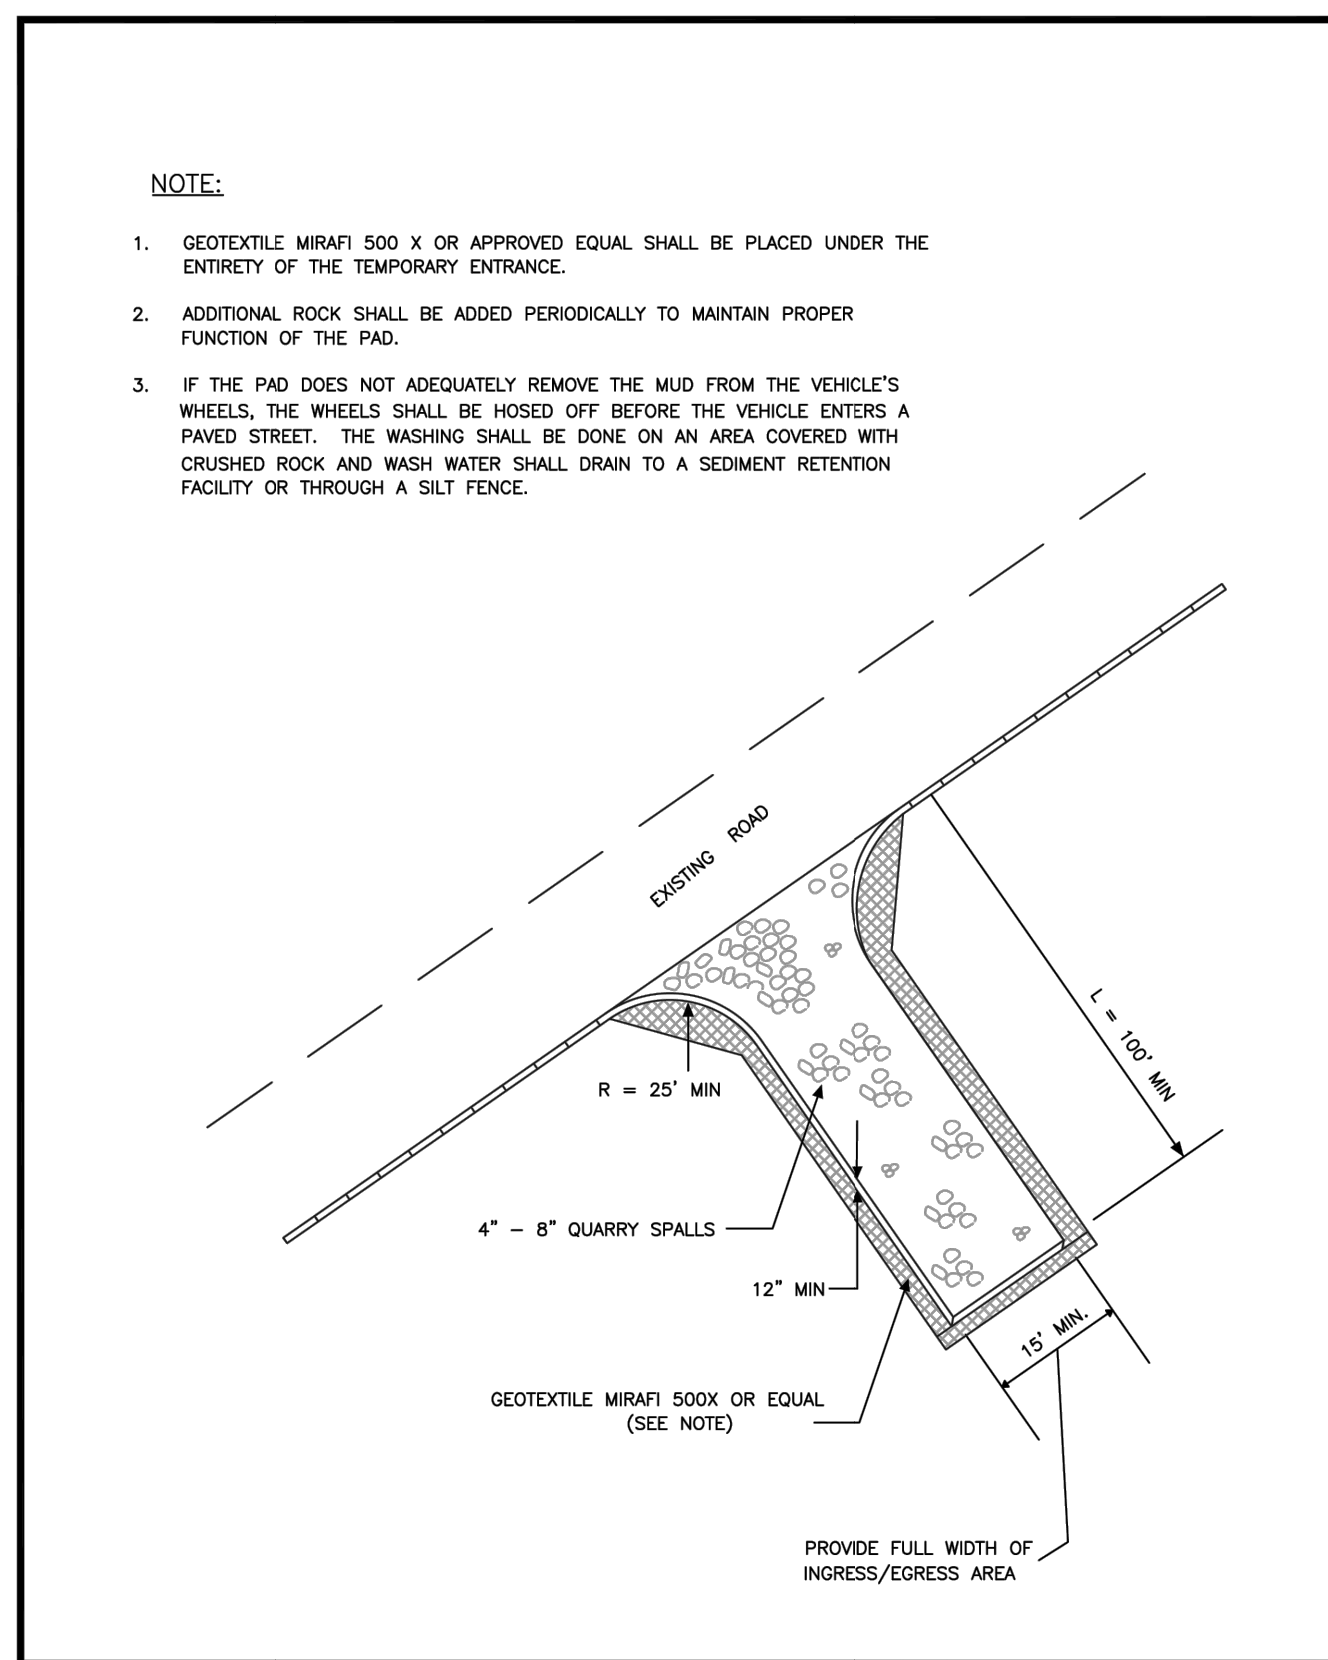 NOTE:
1. GEOTEXTILE MIRAFI 500 X OR APPROVED EQUAL SHALL BE PLACED UNDER THE
ENTIRETY OF THE TEMPORARY ENTRANCE.
2. ADDITIONAL ROCK SHALL BE ADDED PERIODICALLY TO MAINTAIN PROPER
FUNCTION OF THE PAD.
3. IF THE PAD DOES NOT ADEQUATELY REMOVE THE MUD FROM THE VEHICLE'S
WHEELS, THE WHEELS SHALL BE HOSED OFF BEFORE THE VEHICLE ENTERS A
PAVED STREET. THE WASHING SHALL BE DONE ON AN AREA COVERED WITH
CRUSHED ROCK AND WASH WATER SHALL DRAIN TO A SEDIMENT RETENTION
FACILITY OR THROUGH A SILT FENCE.
EXISTING ROAD
L = 100' MIN
R = 25' MIN
4" - 8" QUARRY SPALLS
12" MIN
15' MIN.
GEOTEXTILE MIRAFI 500X OR EQUAL
(SEE NOTE)
PROVIDE FULL WIDTH OF
INGRESS/EGRESS AREA